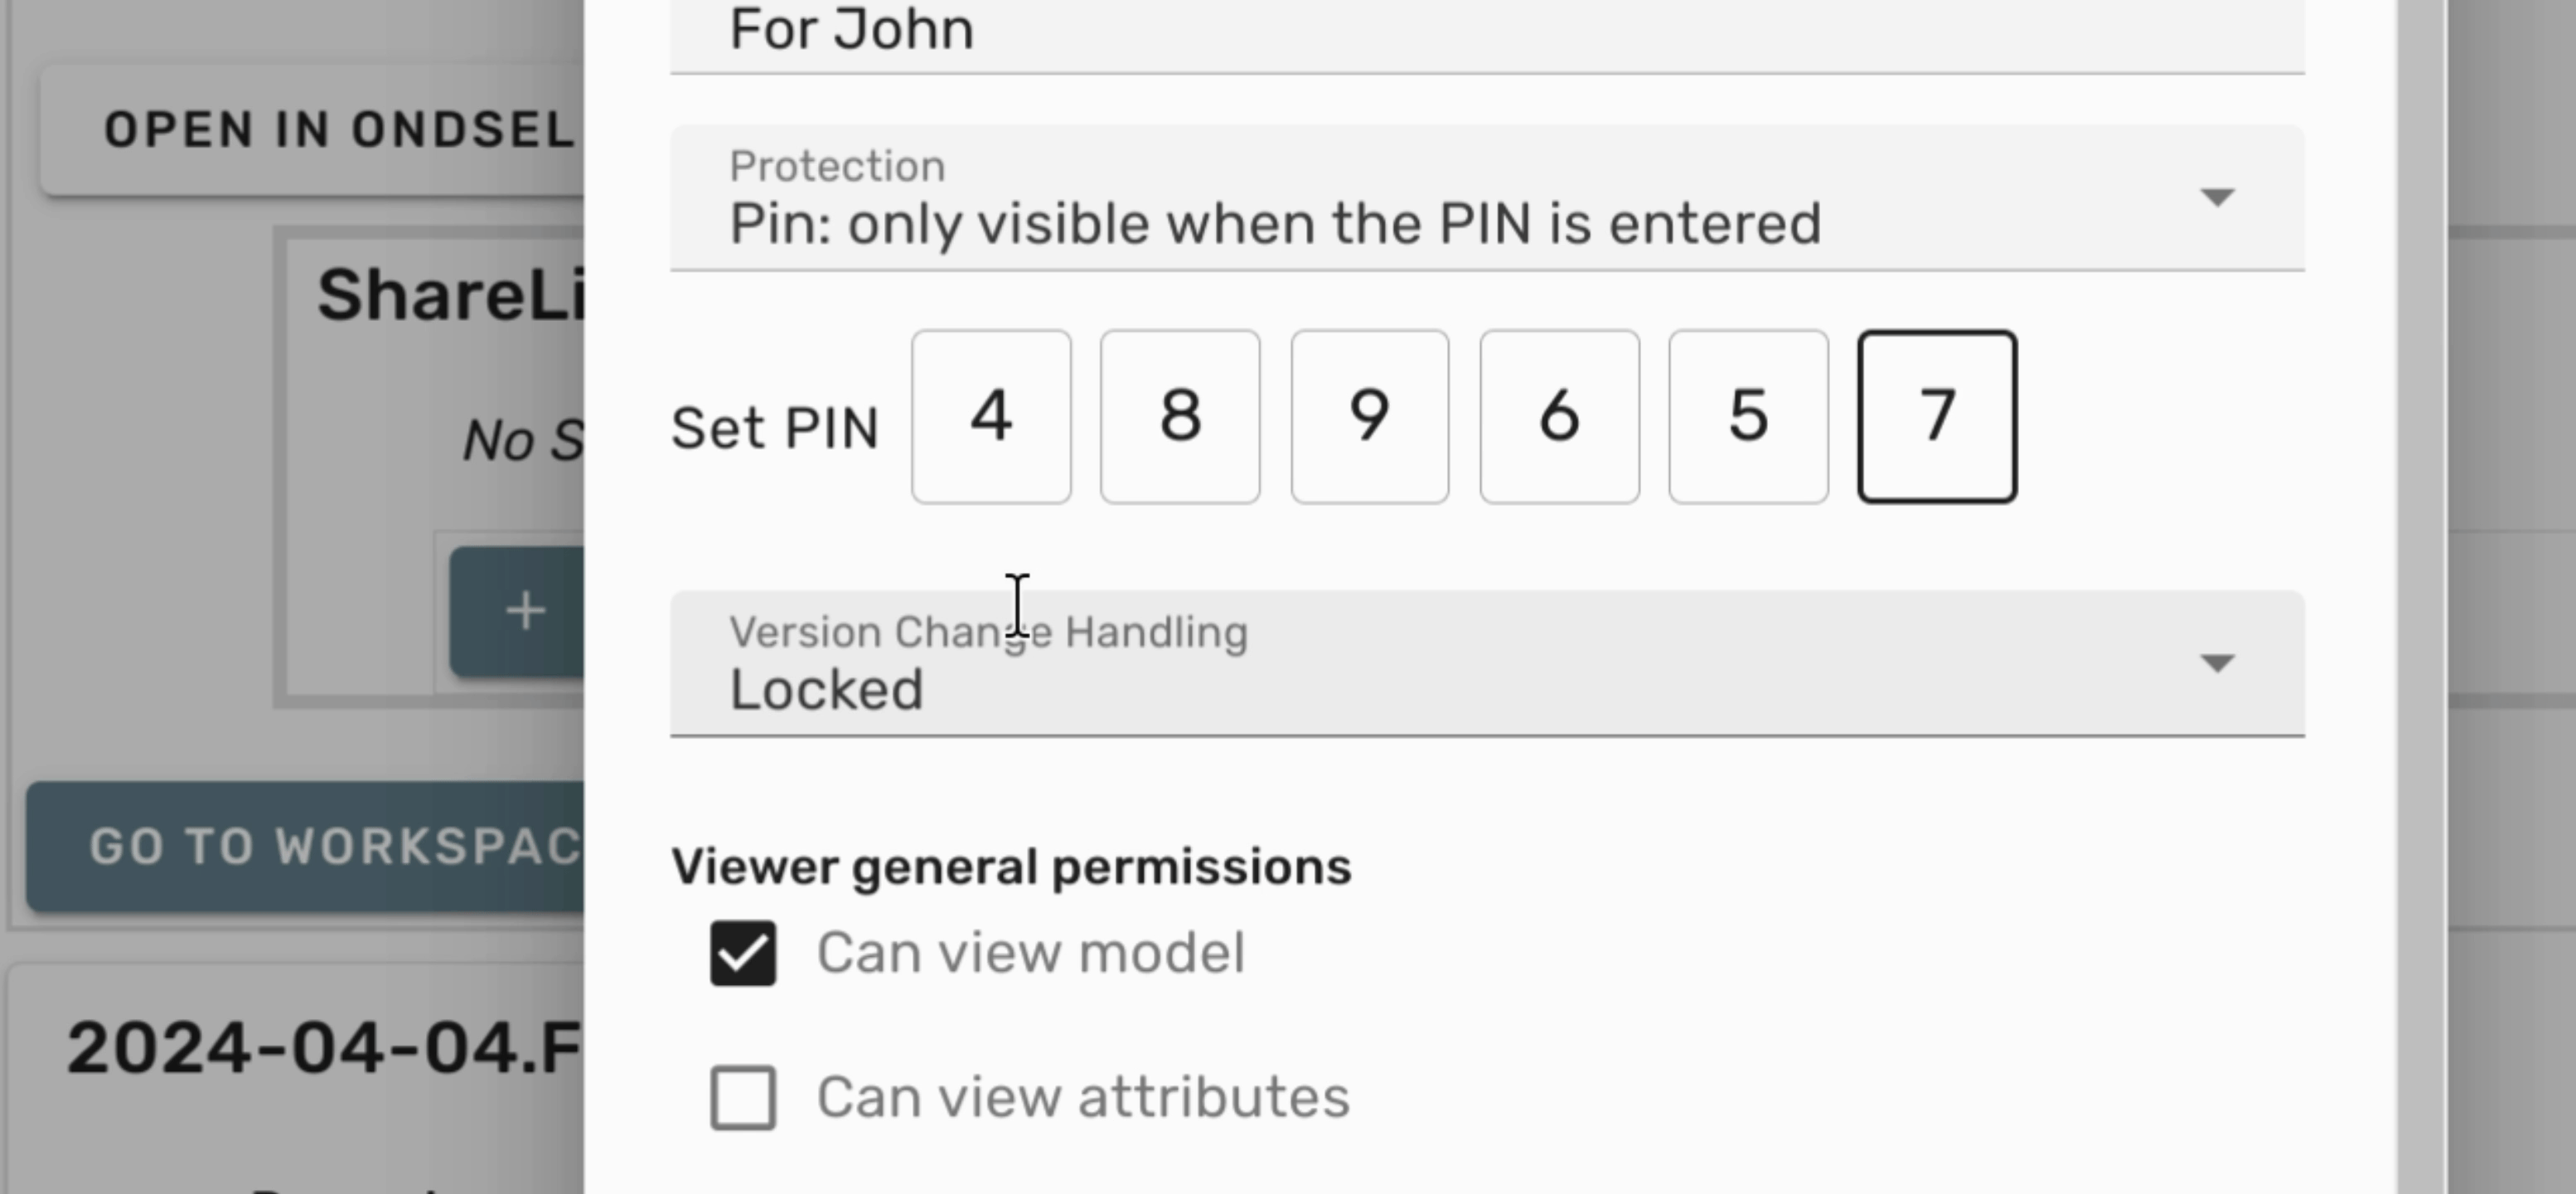 For John
OPEN IN ONDSEL
Protection
Pin: only visible when the PIN is entered
ShareLi
Set PIN 4 8 9 6 5 7
No S
+
Version Change Handling
Locked
GO TO WORKSPAC
Viewer general permissions
Can view model
2024-04-04.F
Can view attributes